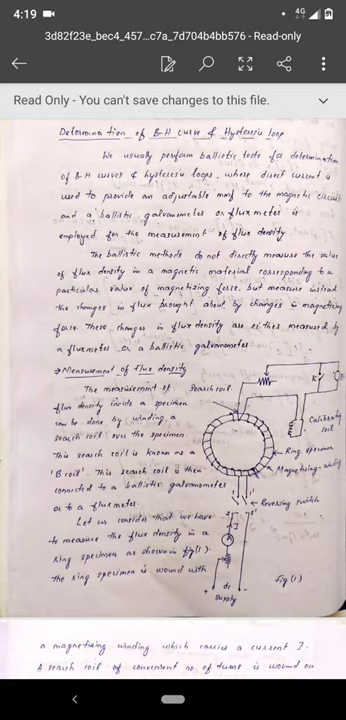 4:19
4G
3d82f23e_bec4_457...c7a_7d704b4bb576 - Read-only
Read Only - You can't save changes to this file.
Determination of B-H curve & Hysteresis loop
We usually perform ballistic tests for determination
of B-H curves & hysteresis loops, where direct current is
used to provide an adjustable mmf to the magnetic circuit
and a ballistic galvanometer or flux meter is
employed for the measurement of flux density.
The ballistic methods do not directly measure the value
of flux density in a magnetic material corresponding to a
particular value of magnetizing force. but measure instead
the changes in flux brought about by changes in magnetizing
force. These changes in flux density are either measured by
a fluxmeter or a ballistic galvanometer.
→ Measurement of flux density
The measurement of
flux density inside a specimen
can be done by winding a
search coil over the specimen.
This search coil is known as a
'B coil'. This search coil is then
connected to a ballistic galvanometer
or to a flux meter.
Let us consider that we have
to measure the flux density in a
Ring specimen as shown in fig(1).
The ring specimen is wound with
Search coil
K
Calibrating
coil
Ring specimen
Magnetizing winding
Reversing switch
I
+
-
dc
supply
fig(1)
a magnetizing winding which carries a current I.
A search coil of convenient no. of turns is wound on